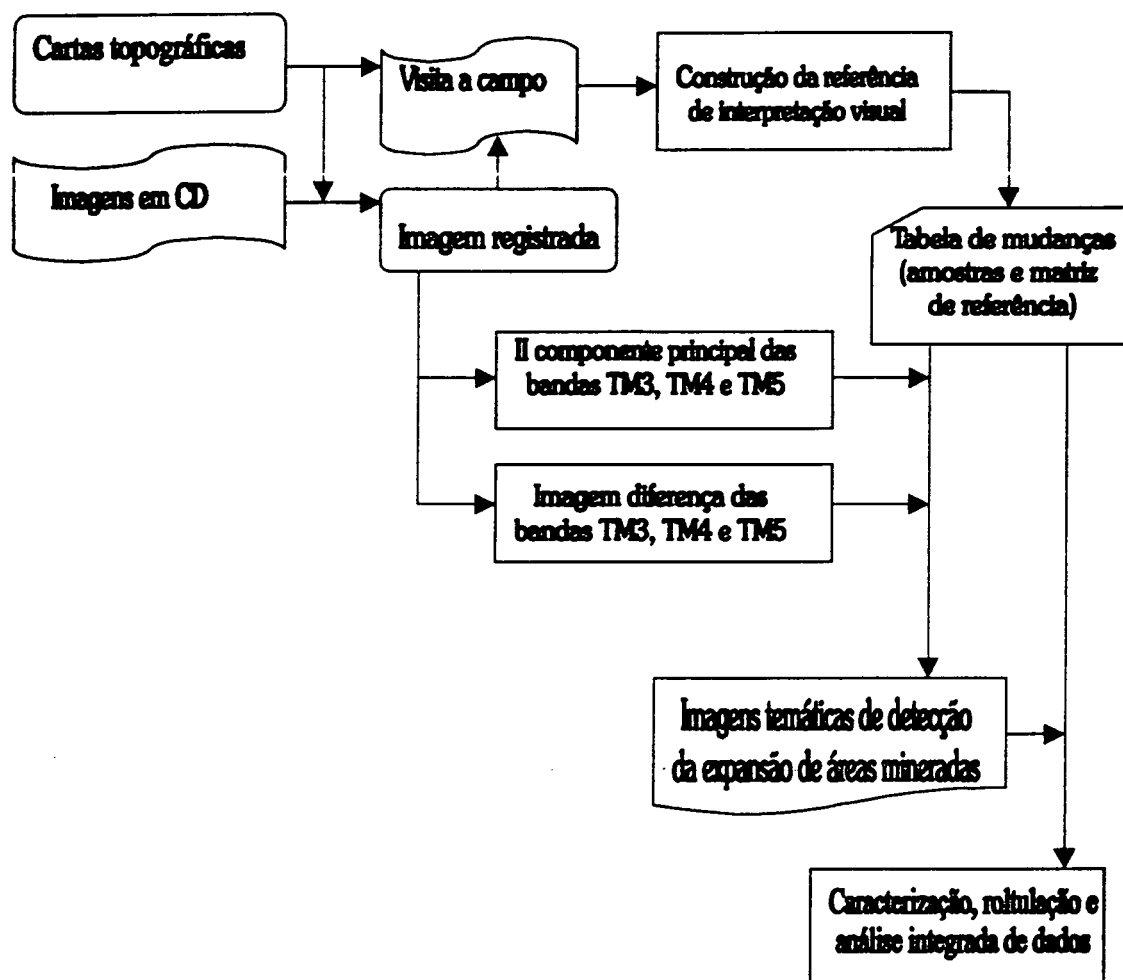 Cartas topográficas
Visita a campo
Construção da referência
de interpretação visual
Imagens em CD
Imagem registrada
Tabela de mudanças
(amostras e matriz
de referência)
II componente principal das
bandas TM3, TM4 e TM5
Imagem diferença das
bandas TM3, TM4 e TM5
Imagens temáticas de detecção
da expansão de áreas mineradas
Caracterização, roltulação e
análise integrada de dados